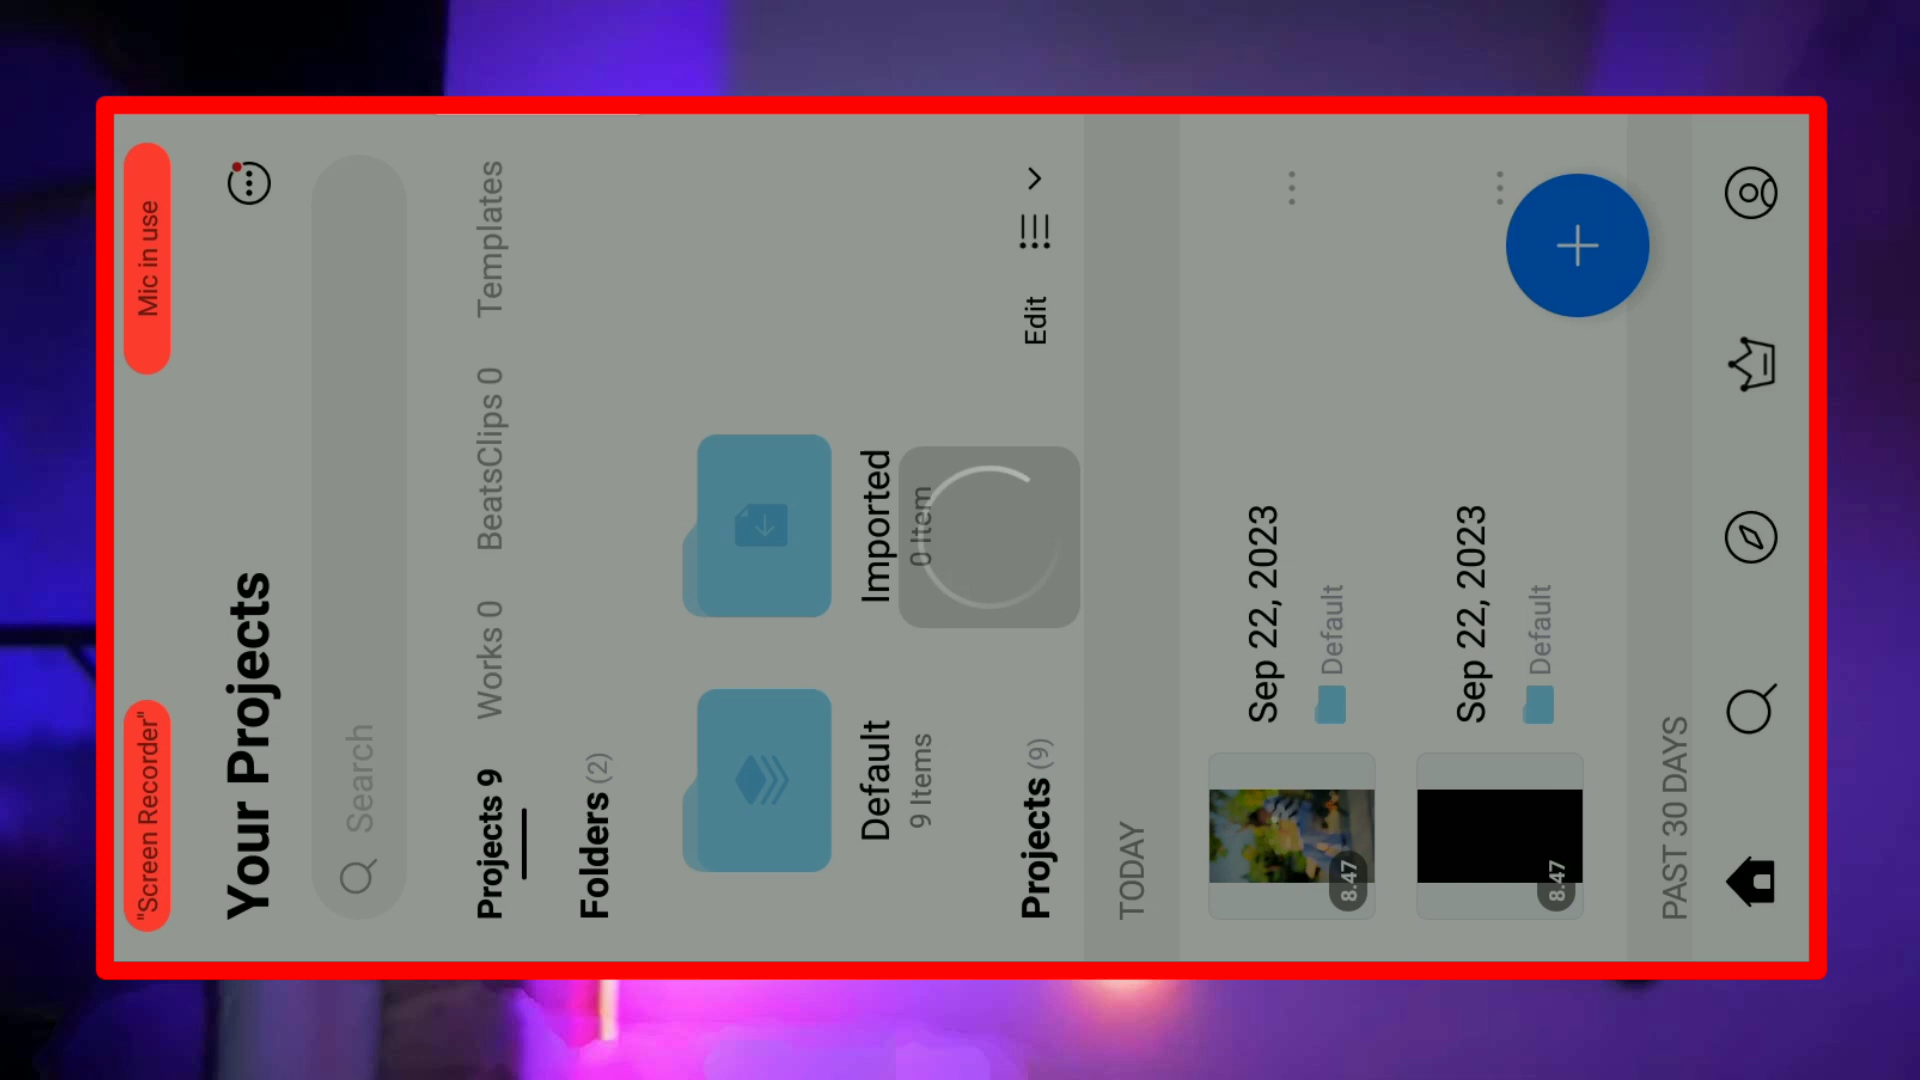 "Screen Recorder"
Mic in use
Your Projects
Search
Projects 9
Works 0
BeatsClips 0
Templates
Folders (2)
Default
9 Items
Imported
0 Item
Projects (9)
Edit
TODAY
8.47
Sep 22, 2023
Default
8.47
Sep 22, 2023
Default
PAST 30 DAYS